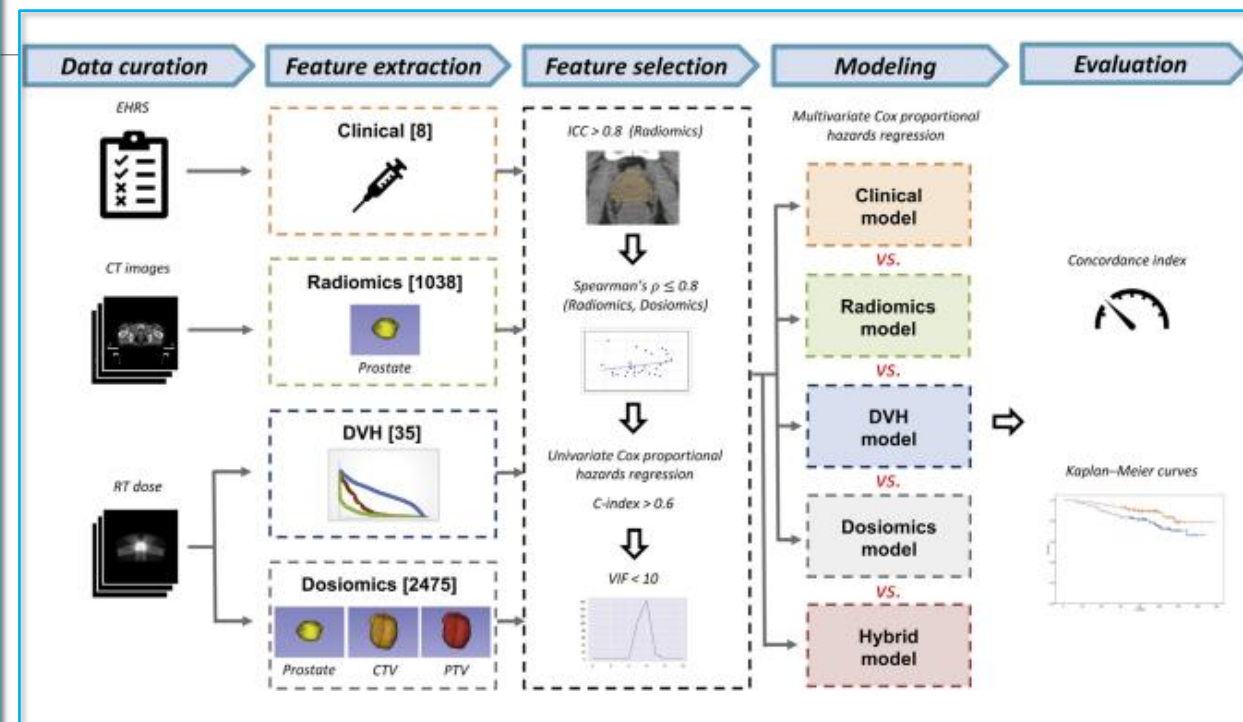 Data curation
Feature extraction
Feature selection
Modeling
Evaluation
EHRS
CT images
RT dose
Clinical [8]
Radiomics [1038]
Prostate
DVH [35]
Dosiomics [2475]
Prostate
CTV
PTV
ICC > 0.8 (Radiomics)
Spearman's ρ ≤ 0.8
(Radiomics, Dosiomics)
Univariate Cox proportional
hazards regression
C-index > 0.6
VIF < 10
Multivariate Cox proportional
hazards regression
Clinical
model
VS.
Radiomics
model
VS.
DVH
model
VS.
Dosiomics
model
VS.
Hybrid
model
Concordance index
Kaplan–Meier curves